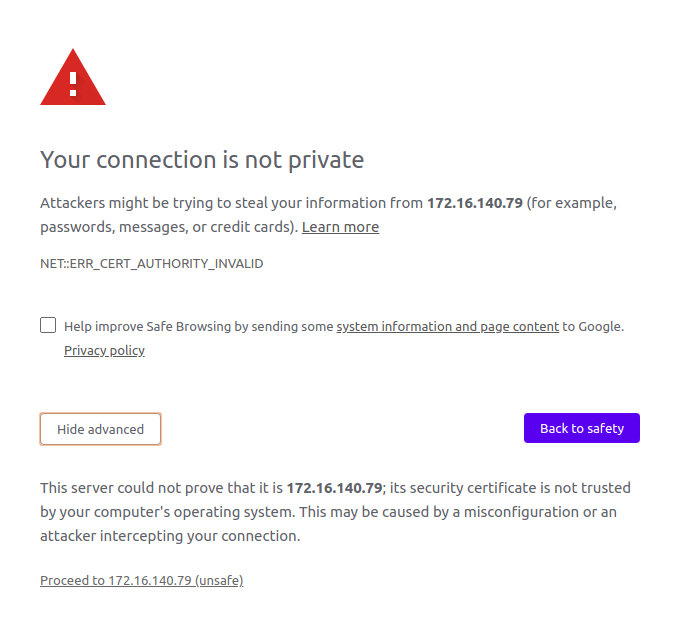 Your connection is not private
Attackers might be trying to steal your information from 172.16.140.79 (for example,
passwords, messages, or credit cards). Learn more
NET::ERR_CERT_AUTHORITY_INVALID
Help improve Safe Browsing by sending some system information and page content to Google.
Privacy policy
Hide advanced
Back to safety
This server could not prove that it is 172.16.140.79; its security certificate is not trusted
by your computer's operating system. This may be caused by a misconfiguration or an
attacker intercepting your connection.
Proceed to 172.16.140.79 (unsafe)